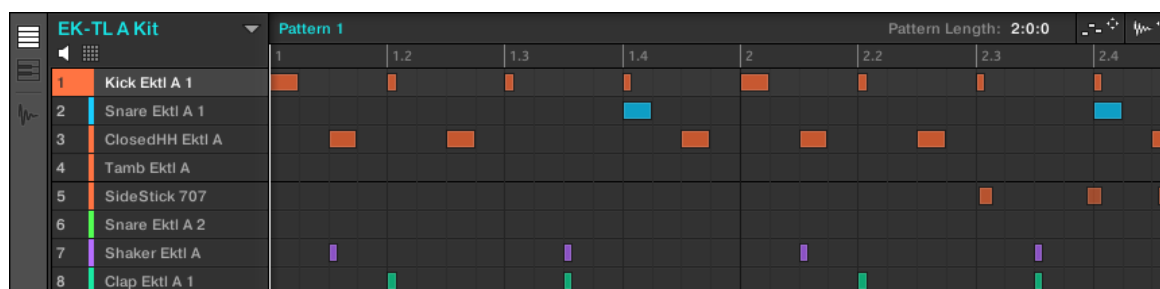 EK-TL A Kit
Pattern 1 Pattern Length: 2:0:0
1 1.2 1.3 1.4 2 2.2 2.3 2.4
1 Kick Ektl A 1
2 Snare Ektl A 1
3 ClosedHH Ektl A
4 Tamb Ektl A
5 SideStick 707
6 Snare Ektl A 2
7 Shaker Ektl A
8 Clap Ektl A 1